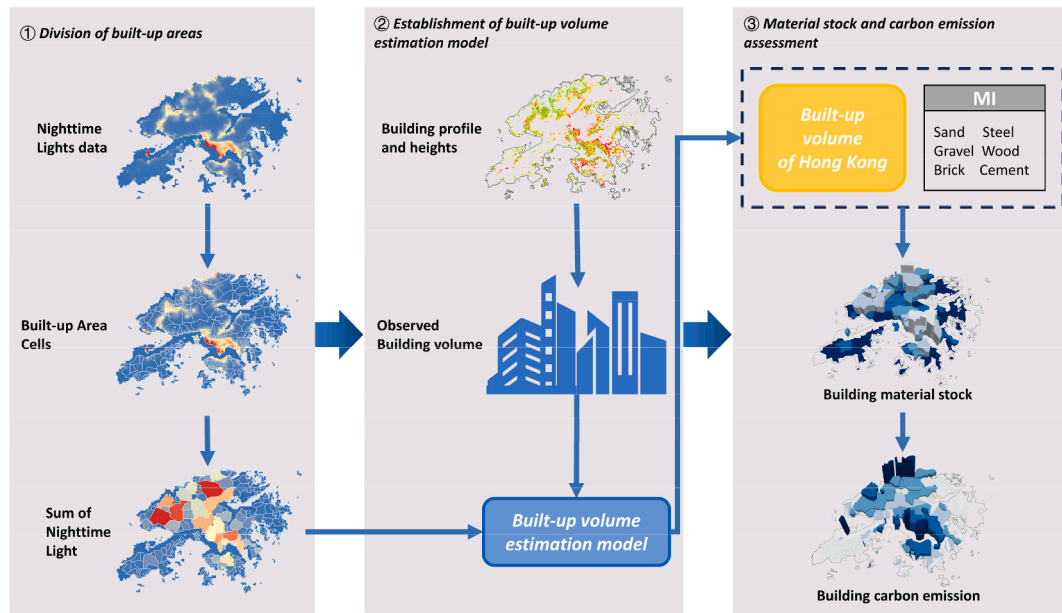 ① Division of built-up areas
Nighttime
Lights data
Built-up Area
Cells
Sum of
Nighttime
Light
② Establishment of built-up volume
estimation model
Building profile
and heights
Observed
Building volume
Built-up volume
estimation model
③ Material stock and carbon emission
assessment
Built-up
volume
of Hong Kong
MI
Sand Steel
Gravel Wood
Brick Cement
Building material stock
Building carbon emission